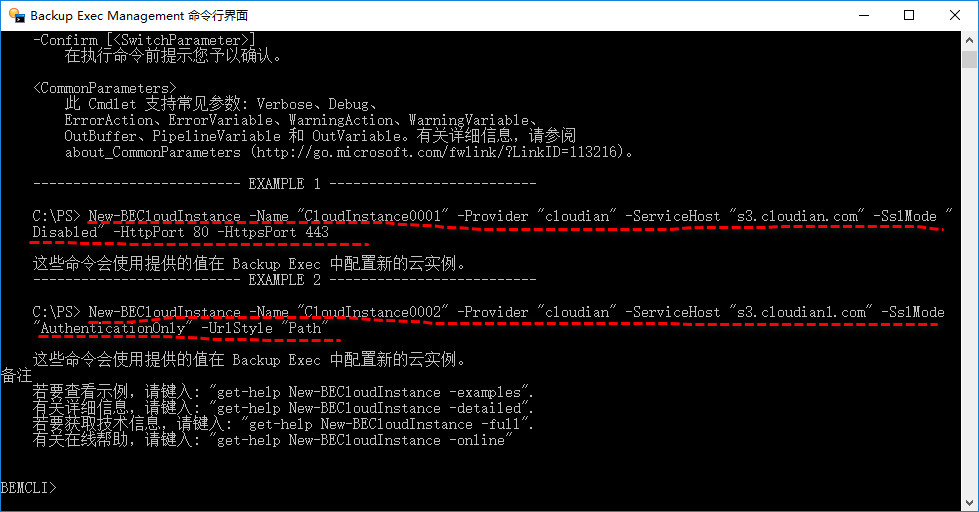 Backup Exec Management 命令行界面
-Confirm [<SwitchParameter>]
在执行命令前提示您予以确认。
<CommonParameters>
此 Cmdlet 支持常见参数: Verbose、Debug、
ErrorAction、ErrorVariable、WarningAction、WarningVariable、
OutBuffer、PipelineVariable 和 OutVariable。有关详细信息，请参阅
about_CommonParameters (http://go.microsoft.com/fwlink/?LinkID=113216)。
-------------------------- EXAMPLE 1 --------------------------
C:\PS> New-BECloudInstance -Name "CloudInstance0001" -Provider "cloudian" -ServiceHost "s3.cloudian.com" -SslMode "
Disabled" -HttpPort 80 -HttpsPort 443
这些命令会使用提供的值在 Backup Exec 中配置新的云实例。
-------------------------- EXAMPLE 2 --------------------------
C:\PS> New-BECloudInstance -Name "CloudInstance0002" -Provider "cloudian" -ServiceHost "s3.cloudian1.com" -SslMode
"AuthenticationOnly" -UrlStyle "Path"
这些命令会使用提供的值在 Backup Exec 中配置新的云实例。
备注
若要查看示例，请键入: "get-help New-BECloudInstance -examples".
有关详细信息，请键入: "get-help New-BECloudInstance -detailed".
若要获取技术信息，请键入: "get-help New-BECloudInstance -full".
有关在线帮助，请键入: "get-help New-BECloudInstance -online"
BEMCLI>